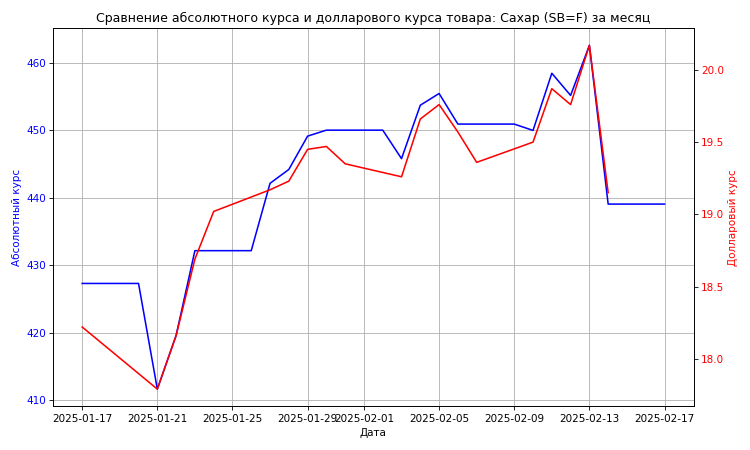 Сравнение абсолютного курса и долларового курса товара: Сахар (SB=F) за месяц
Абсолютный курс
460
450
440
430
420
410
20.0
19.5
19.0
18.5
18.0
Долларовый курс
2025-01-17 2025-01-21 2025-01-25 2025-01-29 2025-02-01 2025-02-05 2025-02-09 2025-02-13 2025-02-17
Дата